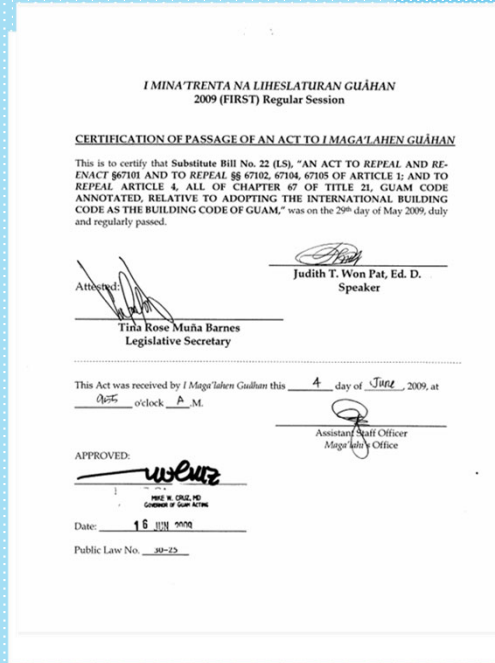 I MINA'TRENTA NA LIHESLATURAN GUÅHAN
2009 (FIRST) Regular Session
CERTIFICATION OF PASSAGE OF AN ACT TO I MAGA'LAHEN GUÅHAN
This is to certify that Substitute Bill No. 22 (LS), "AN ACT TO REPEAL AND RE-
ENACT §67101 AND TO REPEAL §§ 67102, 67104, 67105 OF ARTICLE 1; AND TO
REPEAL ARTICLE 4, ALL OF CHAPTER 67 OF TITLE 21, GUAM CODE
ANNOTATED, RELATIVE TO ADOPTING THE INTERNATIONAL BUILDING
CODE AS THE BUILDING CODE OF GUAM," was on the 29th day of May 2009, duly
and regularly passed.
Judith T. Won Pat, Ed. D.
Speaker
Attested:
Tina Rose Muña Barnes
Legislative Secretary
This Act was received by I Maga'lahen Guåhan this 4 day of June, 2009, at
o'clock A.M.
Assistant Staff Officer
Maga'lahi's Office
APPROVED:
MIKE W. CRUZ, MD
GOVERNOR OF GUAM ACTING
Date: 16 JUN 2009
Public Law No. 30-25